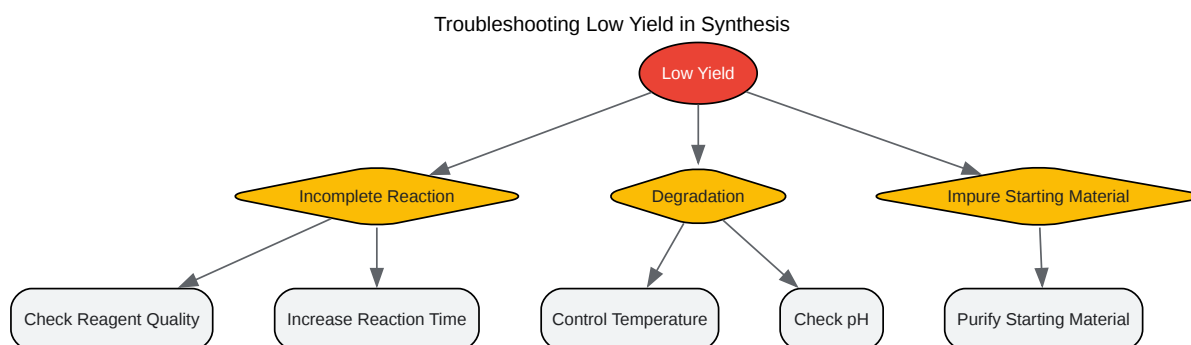 Troubleshooting Low Yield in Synthesis
Low Yield
Incomplete Reaction
Degradation
Impure Starting Material
Check Reagent Quality
Increase Reaction Time
Control Temperature
Check pH
Purify Starting Material